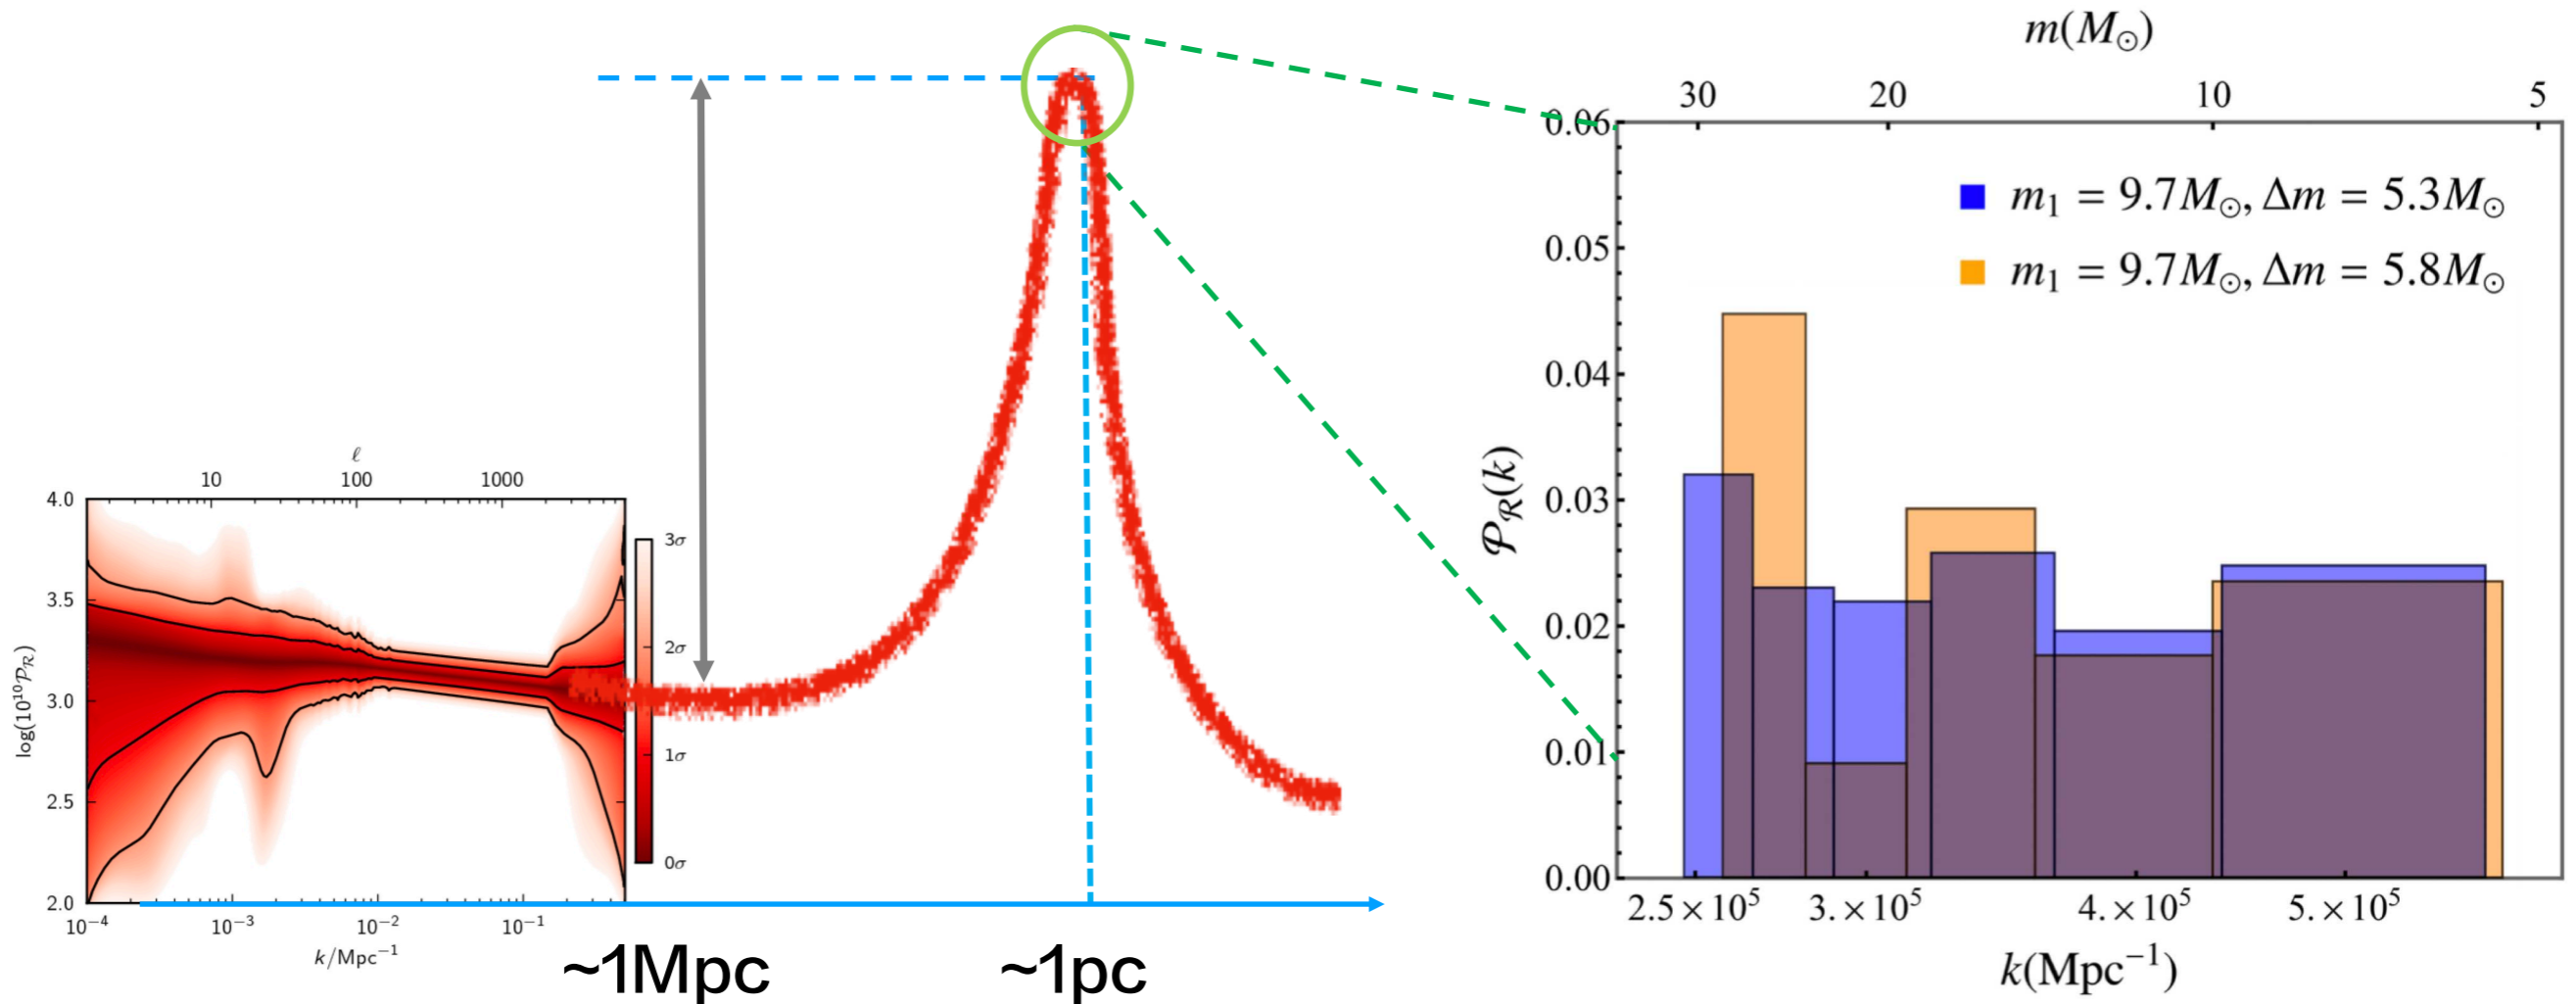 ℓ
10 100 1000
4.0
3.5
3.0
2.5
2.0
log(10¹⁰𝒫_ℛ)
10⁻⁴ 10⁻³ 10⁻² 10⁻¹
k/Mpc⁻¹
3σ
2σ
1σ
0σ
~1Mpc
~1pc
m(M☉)
30 20 10 5
0.06
0.05
0.04
0.03
0.02
0.01
0.00
𝒫_ℛ(k)
m₁ = 9.7M☉, Δm = 5.3M☉
m₁ = 9.7M☉, Δm = 5.8M☉
2.5×10⁵ 3.×10⁵ 4.×10⁵ 5.×10⁵
k(Mpc⁻¹)